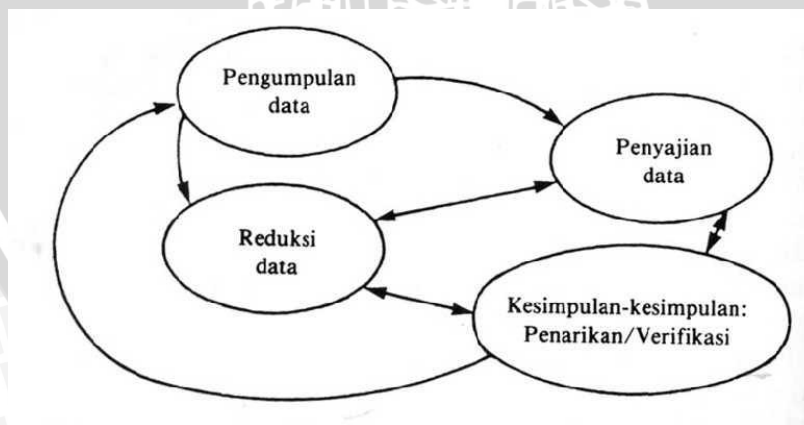 Pengumpulan
data
Penyajian
data
Reduksi
data
Kesimpulan-kesimpulan:
Penarikan/Verifikasi